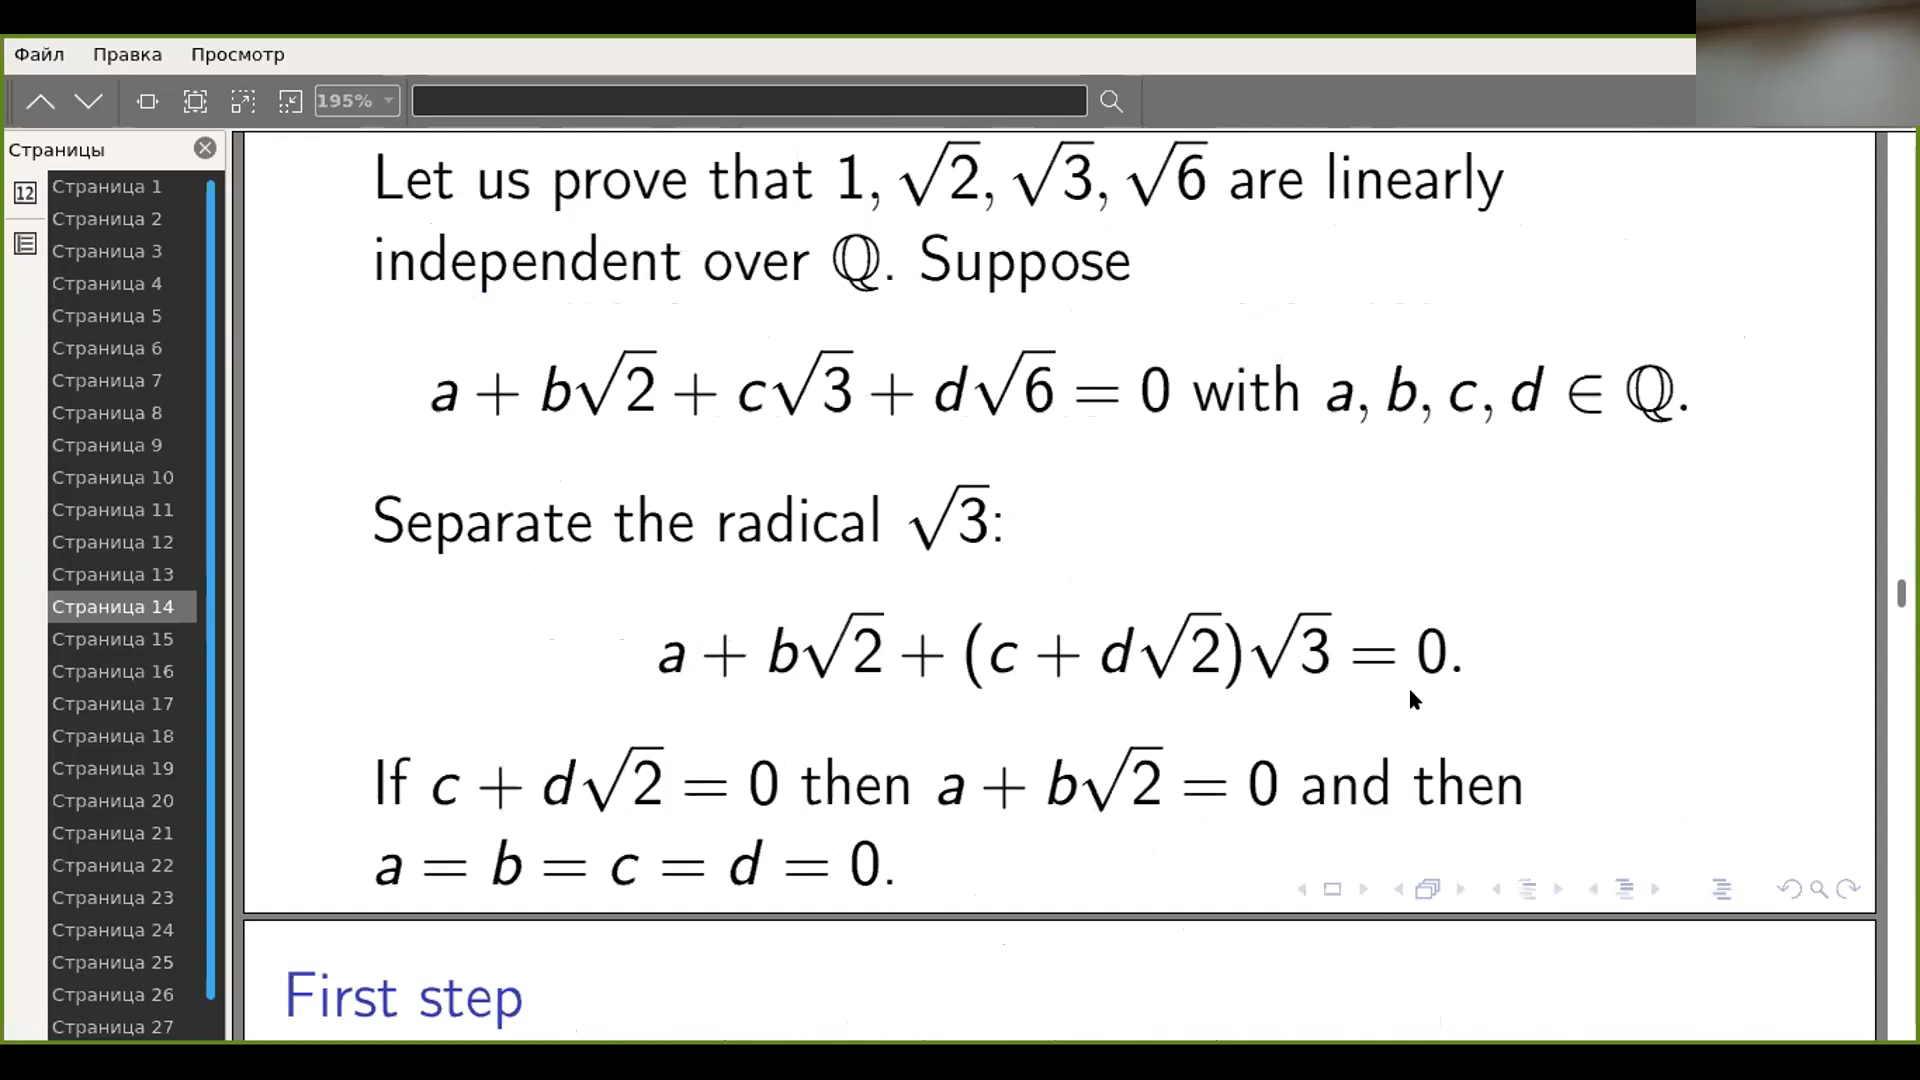 Файл Правка Просмотр
195%
Страницы
12
Страница 1
Страница 2
Страница 3
Страница 4
Страница 5
Страница 6
Страница 7
Страница 8
Страница 9
Страница 10
Страница 11
Страница 12
Страница 13
Страница 14
Страница 15
Страница 16
Страница 17
Страница 18
Страница 19
Страница 20
Страница 21
Страница 22
Страница 23
Страница 24
Страница 25
Страница 26
Страница 27
Let us prove that 1, √2, √3, √6 are linearly
independent over ℚ. Suppose
a + b√2 + c√3 + d√6 = 0 with a, b, c, d ∈ ℚ.
Separate the radical √3:
a + b√2 + (c + d√2)√3 = 0.
If c + d√2 = 0 then a + b√2 = 0 and then
a = b = c = d = 0.
First step